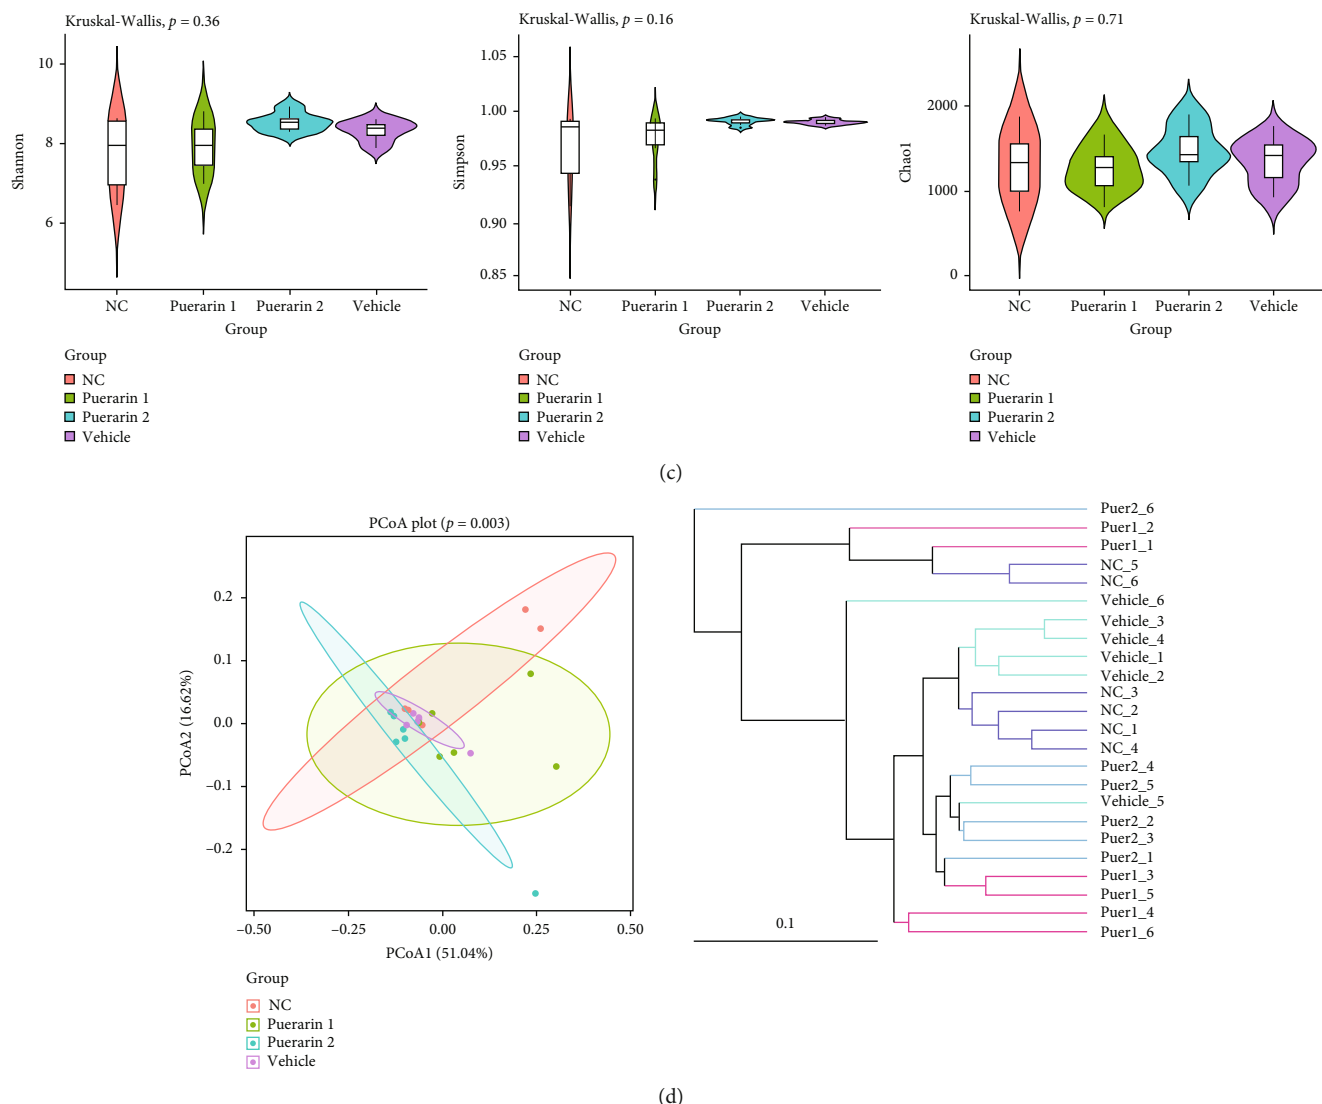 Kruskal-Wallis, p = 0.36
Shannon
10
8
6
NC
Puerarin 1
Puerarin 2
Vehicle
Group
Group
NC
Puerarin 1
Puerarin 2
Vehicle
Kruskal-Wallis, p = 0.16
Simpson
1.05
1.00
0.95
0.90
0.85
NC
Puerarin 1
Puerarin 2
Vehicle
Group
Group
NC
Puerarin 1
Puerarin 2
Vehicle
Kruskal-Wallis, p = 0.71
Chao1
2000
1000
0
NC
Puerarin 1
Puerarin 2
Vehicle
Group
Group
NC
Puerarin 1
Puerarin 2
Vehicle
(c)
PCoA plot (p = 0.003)
PCoA2 (16.62%)
0.2
0.1
0.0
−0.1
−0.2
−0.50
−0.25
0.00
0.25
0.50
PCoA1 (51.04%)
Group
NC
Puerarin 1
Puerarin 2
Vehicle
Puer2_6
Puer1_2
Puer1_1
NC_5
NC_6
Vehicle_6
Vehicle_3
Vehicle_4
Vehicle_1
Vehicle_2
NC_3
NC_2
NC_1
NC_4
Puer2_4
Puer2_5
Vehicle_5
Puer2_2
Puer2_3
Puer2_1
Puer1_3
Puer1_5
Puer1_4
Puer1_6
0.1
(d)